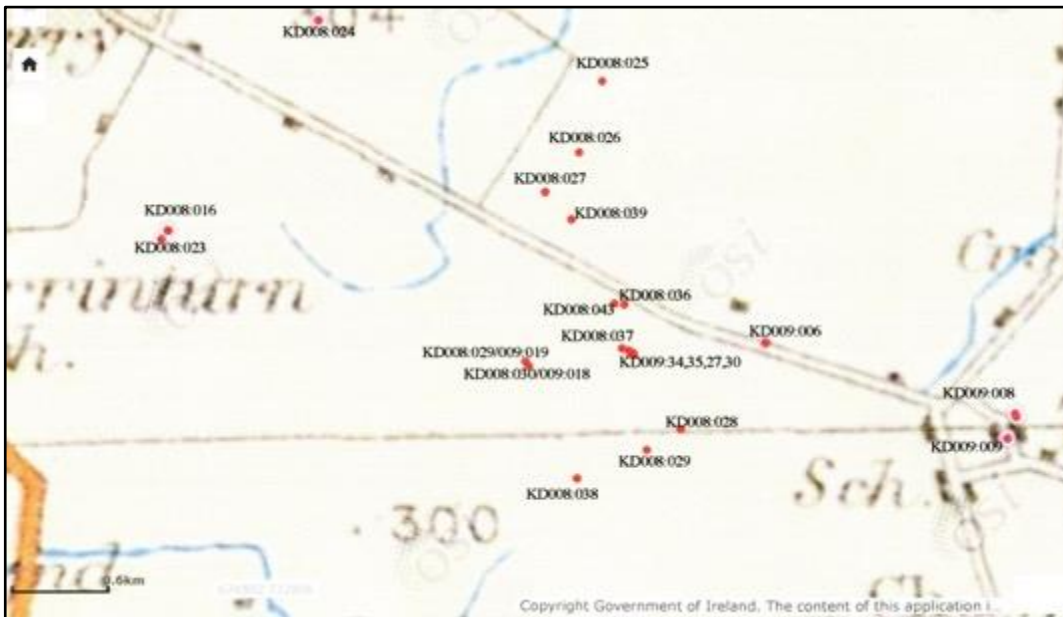 304
KD008:024
KD008:025
KD008:026
KD008:027
KD008:016
KD008:039
KD008:023
rrinturn
KD008:036
KD008:043
KD008:037
KD009:006
KD008:029/009:019
KD009:34,35,27,30
KD008:030/009:018
h.
KD009:008
KD008:028
KD009:009
KD008:029
Sch.
KD008:038
. 300
nd
0.6km
Copyright Government of Ireland. The content of this application i...